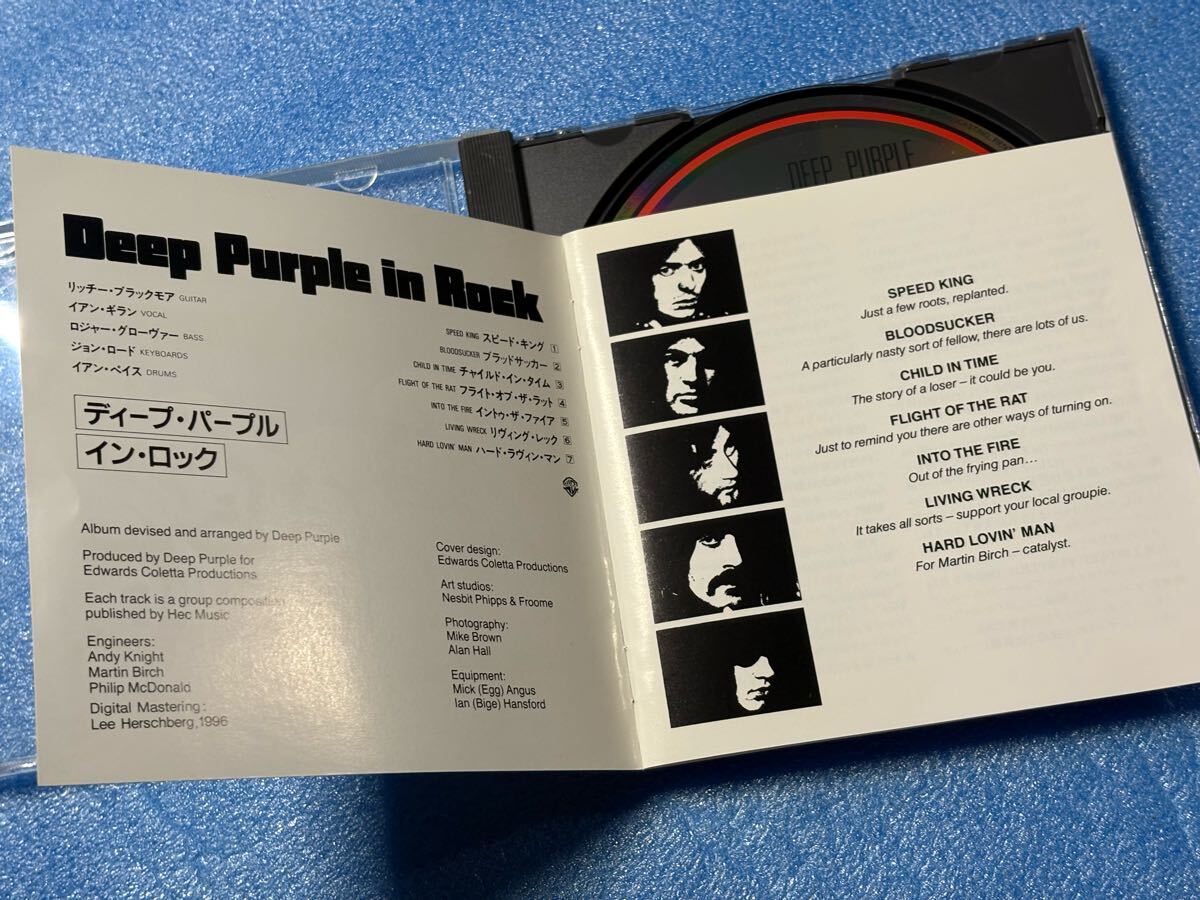 DEEP PURPLE
Deep Purple in Rock
リッチー・ブラックモア GUITAR
イアン・ギラン VOCAL
ロジャー・グローヴァー BASS
ジョン・ロード KEYBOARDS
イアン・ペイス DRUMS
SPEED KING スピード・キング 1
BLOODSUCKER ブラッドサッカー 2
CHILD IN TIME チャイルド・イン・タイム 3
FLIGHT OF THE RAT フライト・オブ・ザ・ラット 4
INTO THE FIRE イントゥ・ザ・ファイア 5
LIVING WRECK リヴィング・レック 6
HARD LOVIN' MAN ハード・ラヴィン・マン 7
ディープ・パープル
イン・ロック
Album devised and arranged by Deep Purple
Produced by Deep Purple for
Edwards Coletta Productions
Each track is a group composition
published by Hec Music
Engineers:
Andy Knight
Martin Birch
Philip McDonald
Digital Mastering:
Lee Herschberg,1996
Cover design:
Edwards Coletta Productions
Art studios:
Nesbit Phipps & Froome
Photography:
Mike Brown
Alan Hall
Equipment:
Mick (Egg) Angus
Ian (Bige) Hansford
SPEED KING
Just a few roots, replanted.
BLOODSUCKER
A particularly nasty sort of fellow, there are lots of us.
CHILD IN TIME
The story of a loser – it could be you.
FLIGHT OF THE RAT
Just to remind you there are other ways of turning on.
INTO THE FIRE
Out of the frying pan…
LIVING WRECK
It takes all sorts – support your local groupie.
HARD LOVIN' MAN
For Martin Birch – catalyst.